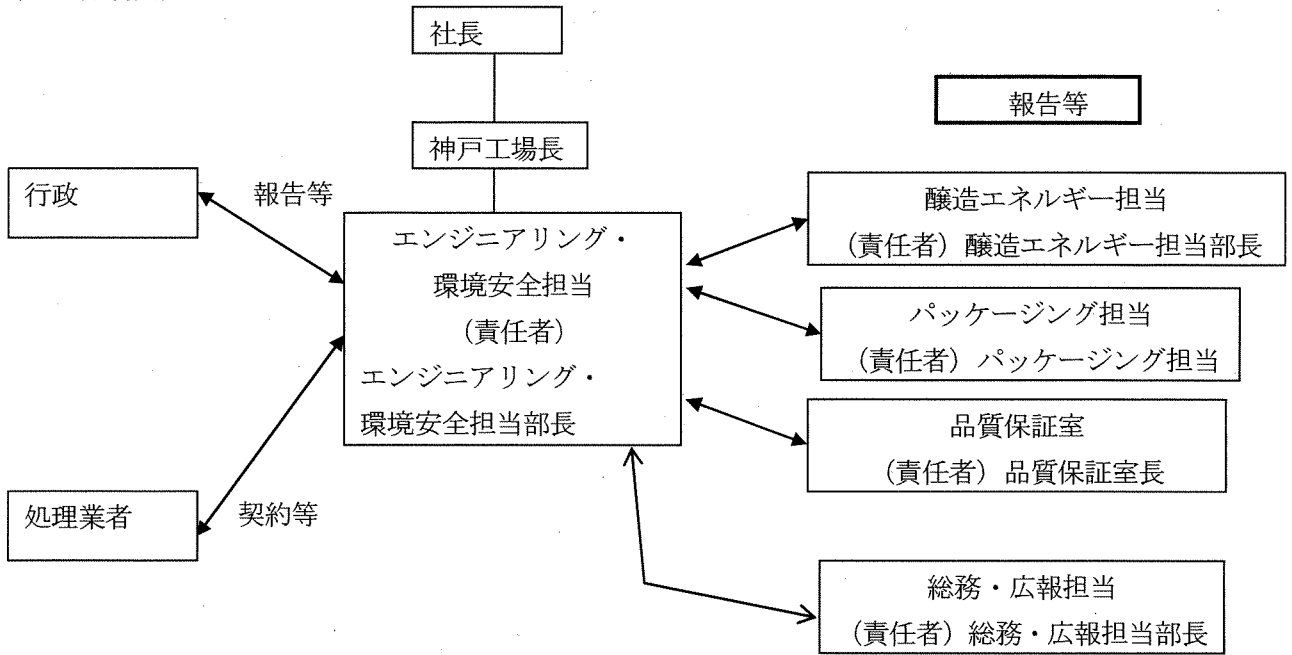 社長
報告等
神戸工場長
行政
報告等
エンジニアリング・
環境安全担当
(責任者)
エンジニアリング・
環境安全担当部長
処理業者
契約等
醸造エネルギー担当
(責任者)醸造エネルギー担当部長
パッケージング担当
(責任者)パッケージング担当
品質保証室
(責任者)品質保証室長
総務・広報担当
(責任者)総務・広報担当部長